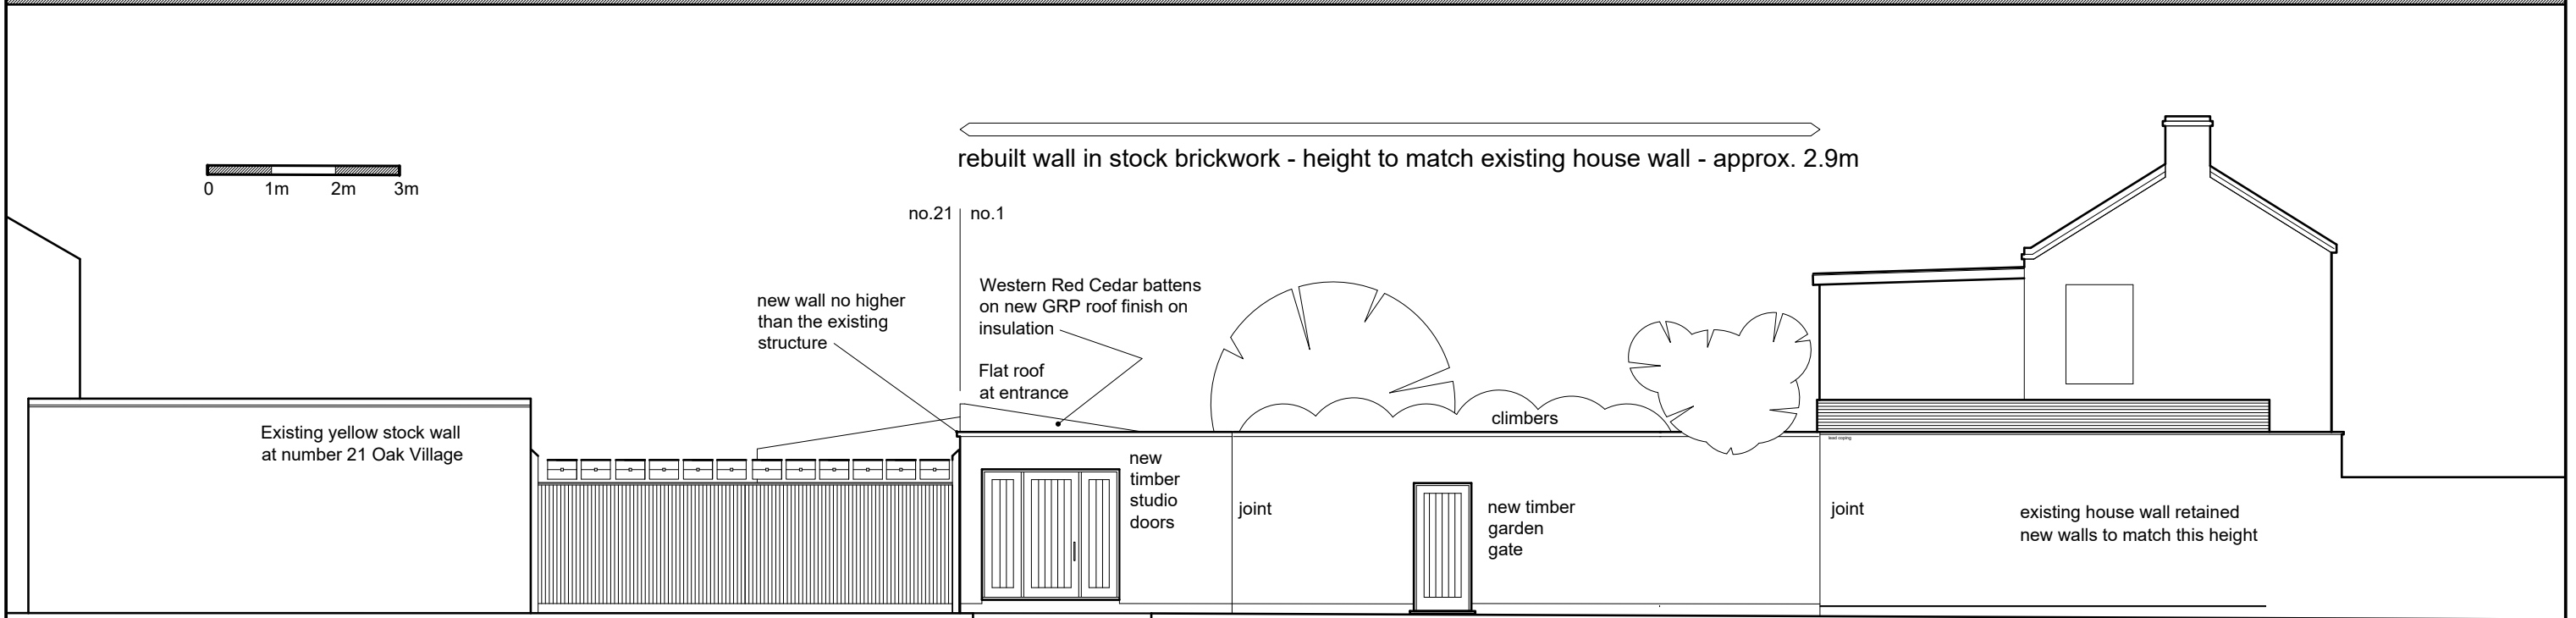 rebuilt wall in stock brickwork - height to match existing house wall - approx. 2.9m
0 1m 2m 3m
no.21 no.1
new wall no higher
than the existing
structure
Western Red Cedar battens
on new GRP roof finish on
insulation
Flat roof
at entrance
climbers
Existing yellow stock wall
at number 21 Oak Village
new
timber
studio
doors
joint
new timber
garden
gate
lead coping
joint
existing house wall retained
new walls to match this height